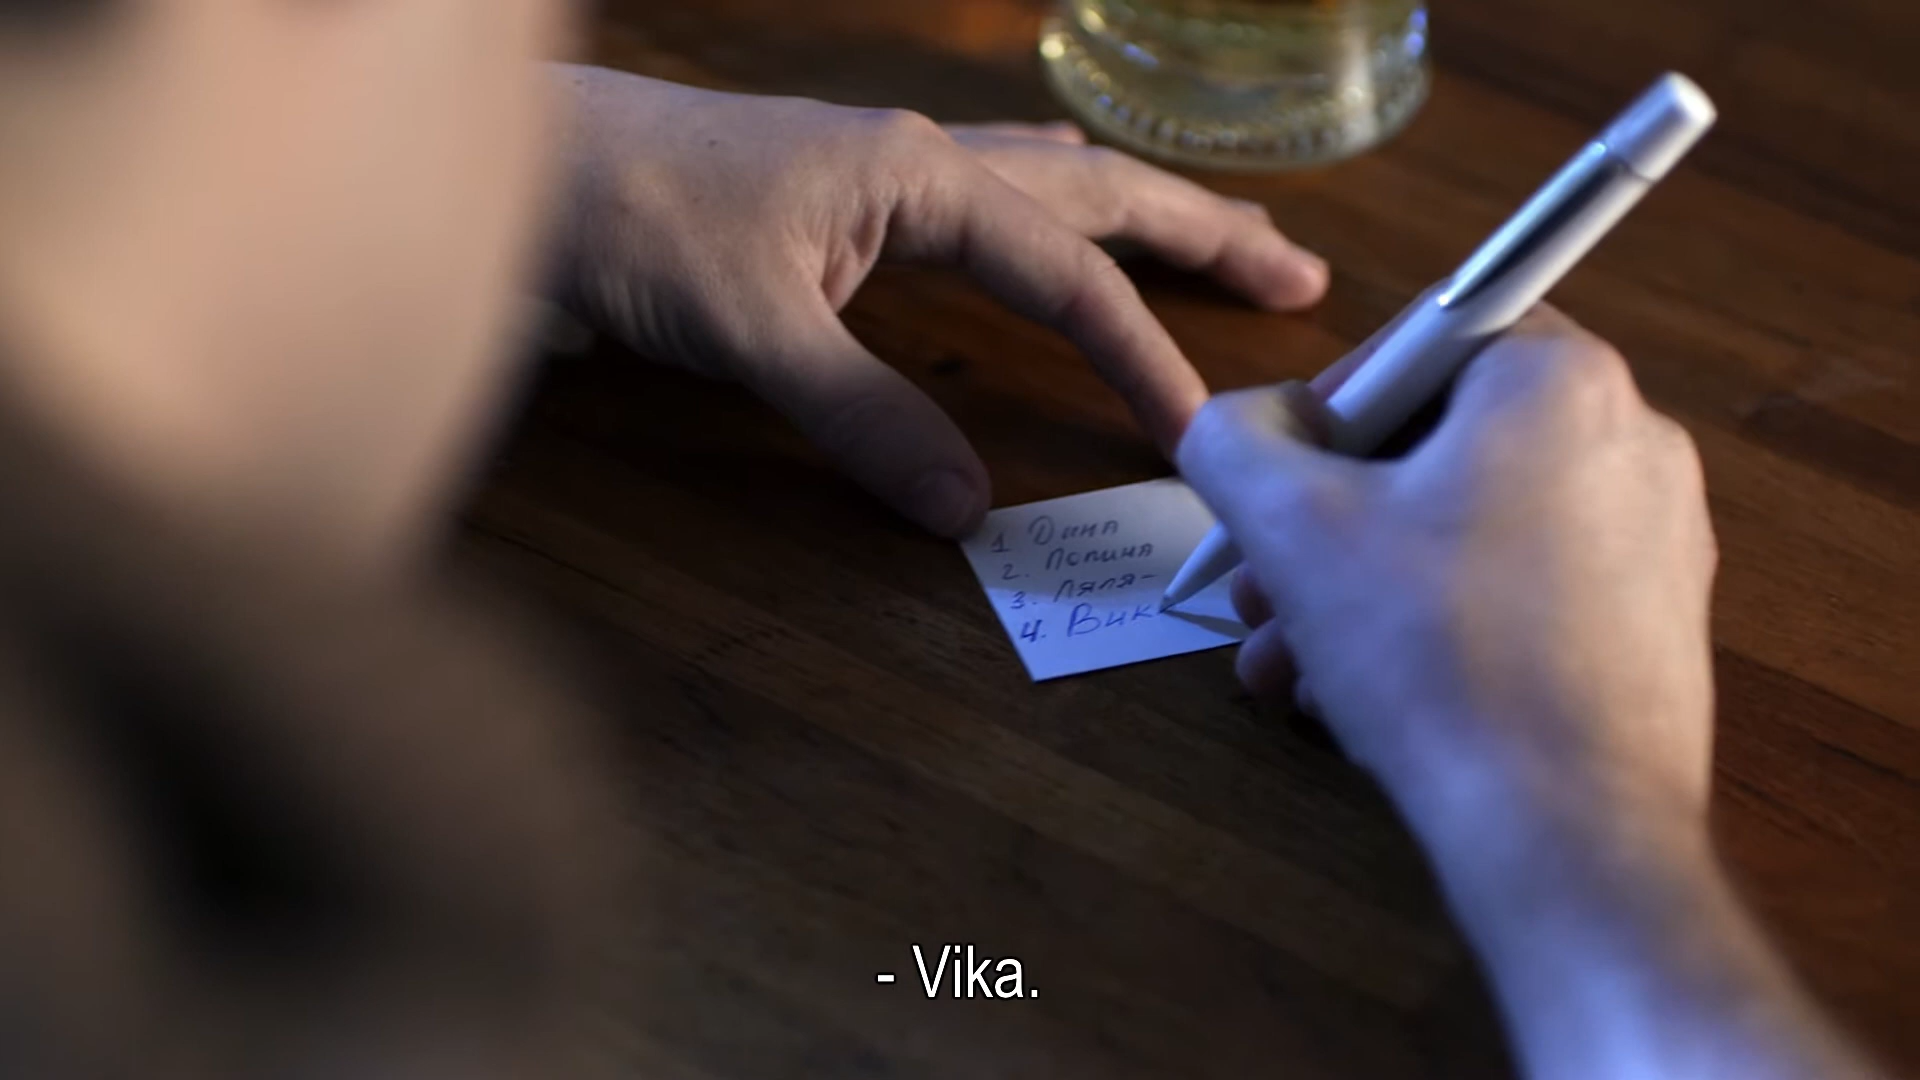 1 Дина
2. Полина
3. Ляля-
4. Вик
- Vika.